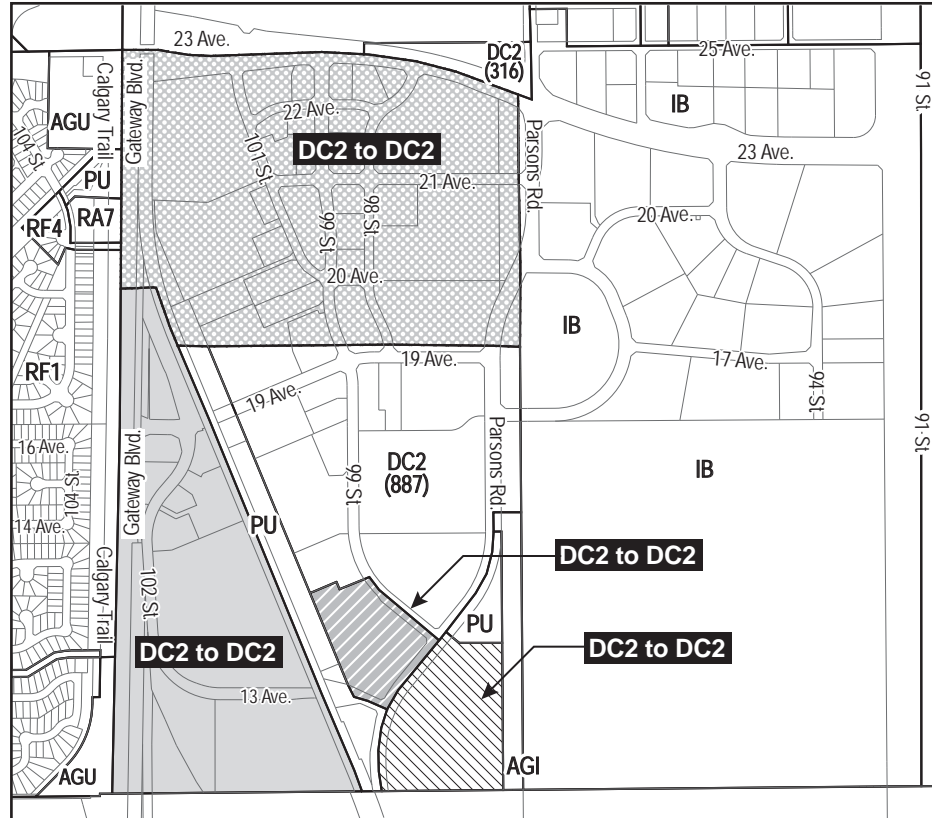 23 Ave.
25 Ave.
DC2
(316)
Calgary Trail
Gateway Blvd.
91 St.
AGU
22 Ave.
IB
104 St.
101 St.
DC2 to DC2
Parsons Rd.
23 Ave.
PU
21 Ave.
RA7
RF4
99 St.
98 St.
20 Ave.
20 Ave.
IB
RF1
19 Ave.
17 Ave.
94 St.
19 Ave.
91 St.
16 Ave.
104 St.
Gateway Blvd.
99 St.
DC2
(887)
Parsons Rd.
IB
14 Ave.
PU
Calgary Trail
102 St.
DC2 to DC2
PU
DC2 to DC2
DC2 to DC2
13 Ave.
AGU
AGI